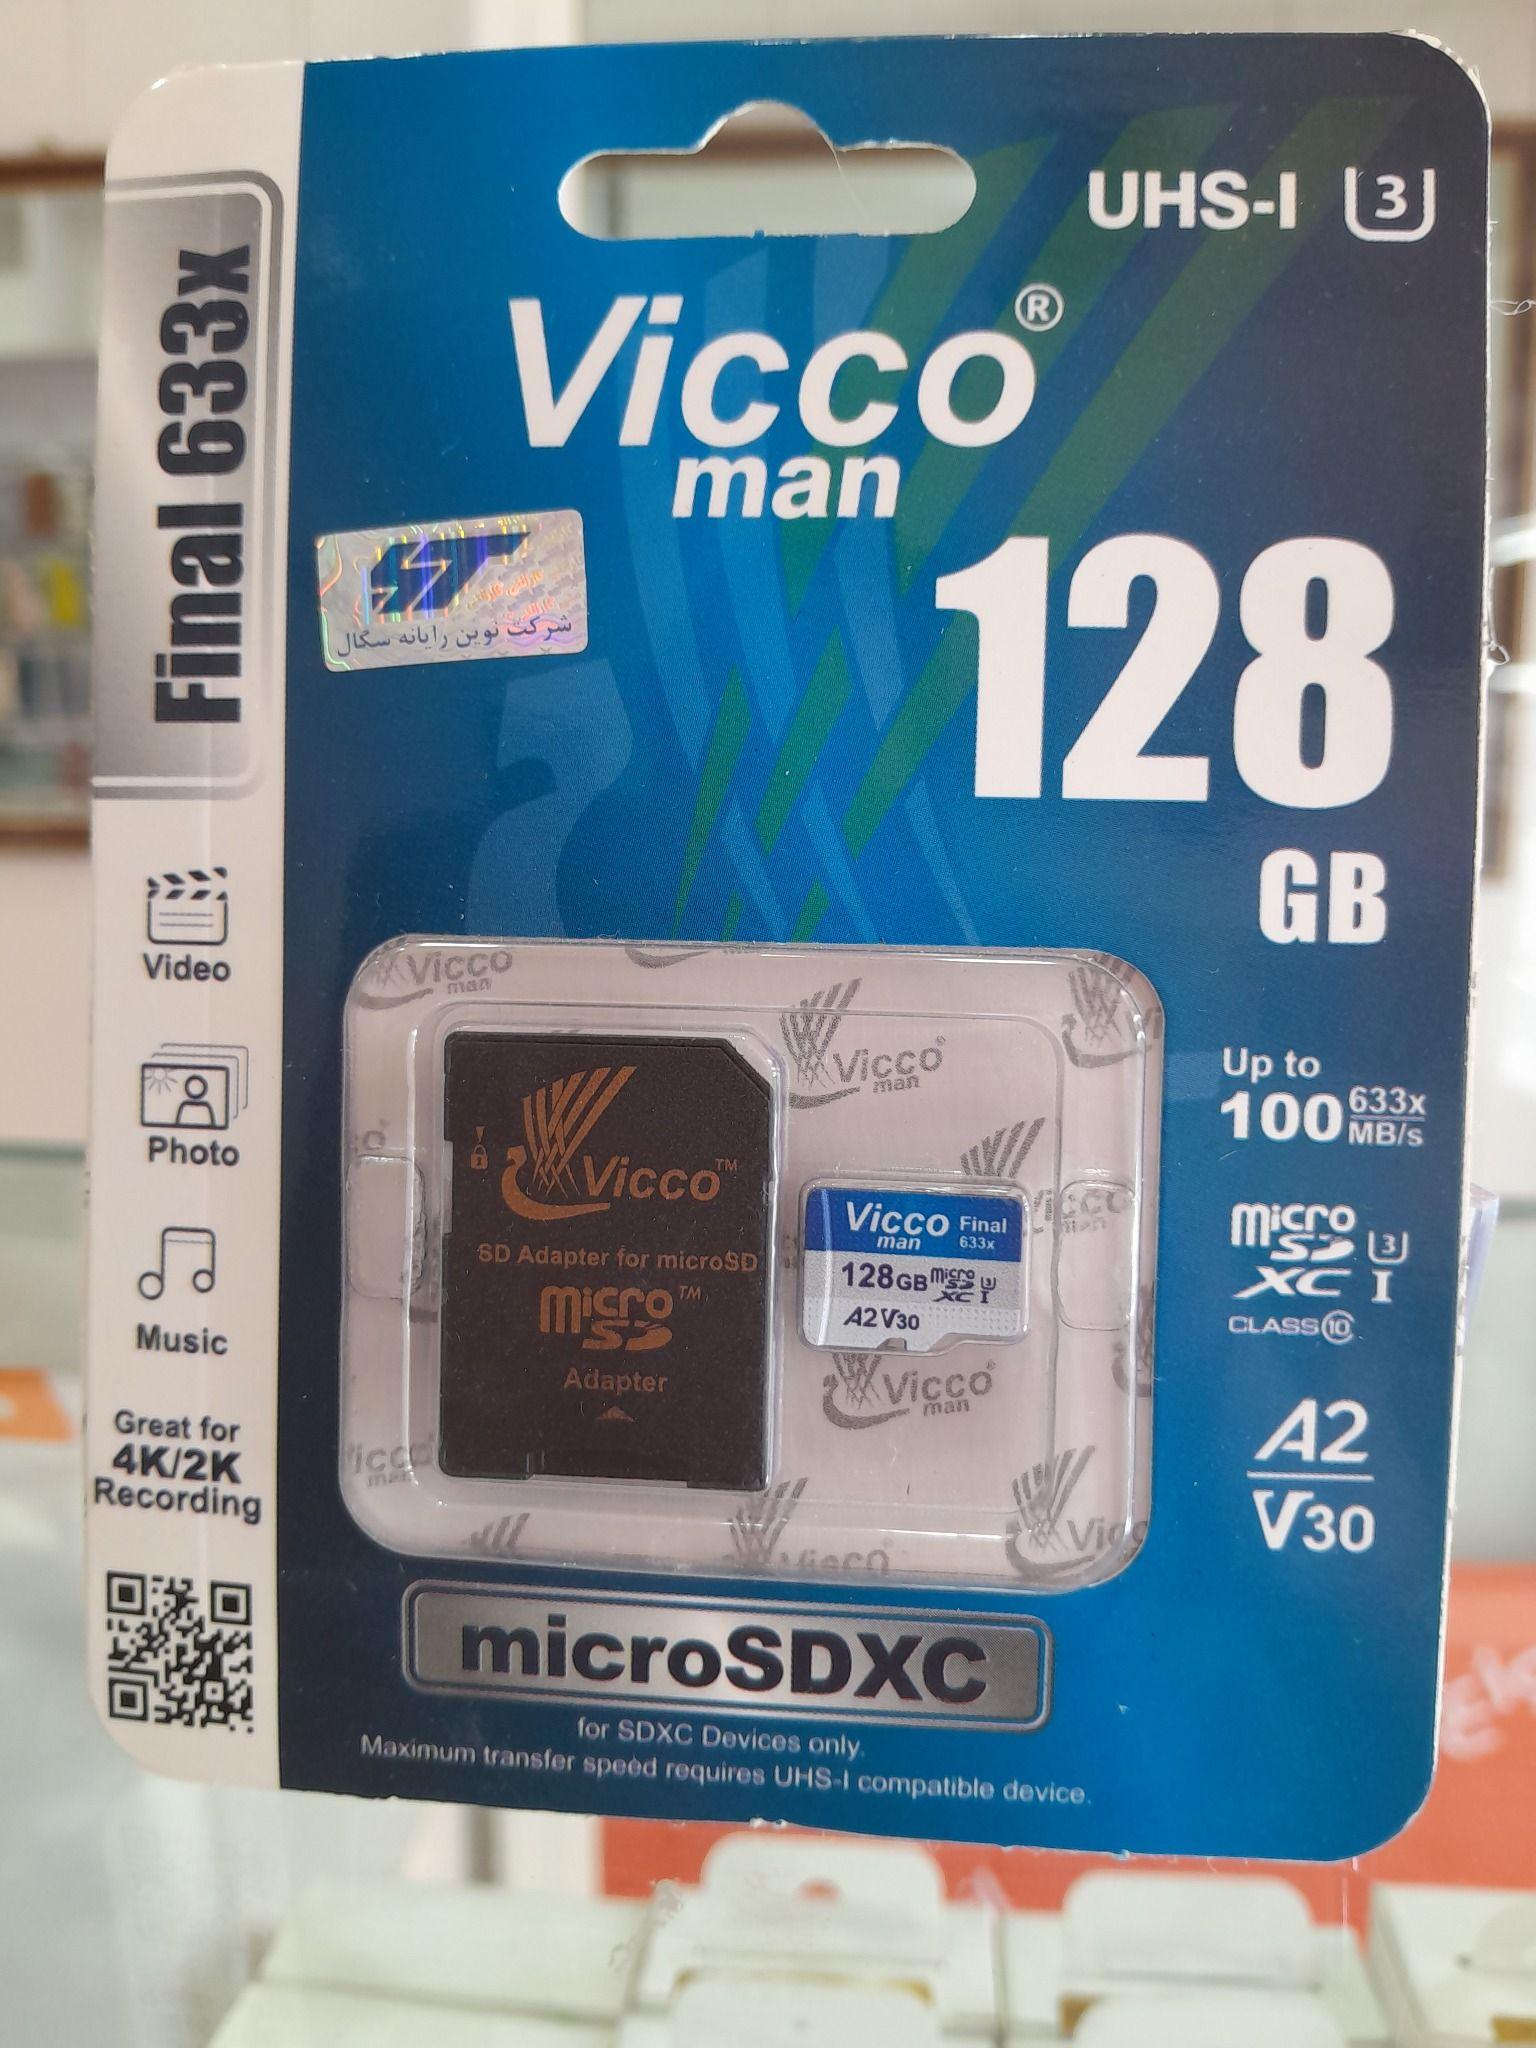 UHS-I 3
Final 633x
Vicco®
man
شرکت نوین رایانه سگال
128
GB
Video
Photo
Music
Great for
4K/2K
Recording
Vicco
man
Vicco®
man
Vicco™
SD Adapter for microSD
micro™
SD
Adapter
Vicco Final
man 633x
128GB micro SD XC I 3
A2 V30
Vicco®
man
Up to
100 633x
MB/s
micro
SD 3
XC I
CLASS 10
A2
V30
microSDXC
for SDXC Devices only.
Maximum transfer speed requires UHS-I compatible device.